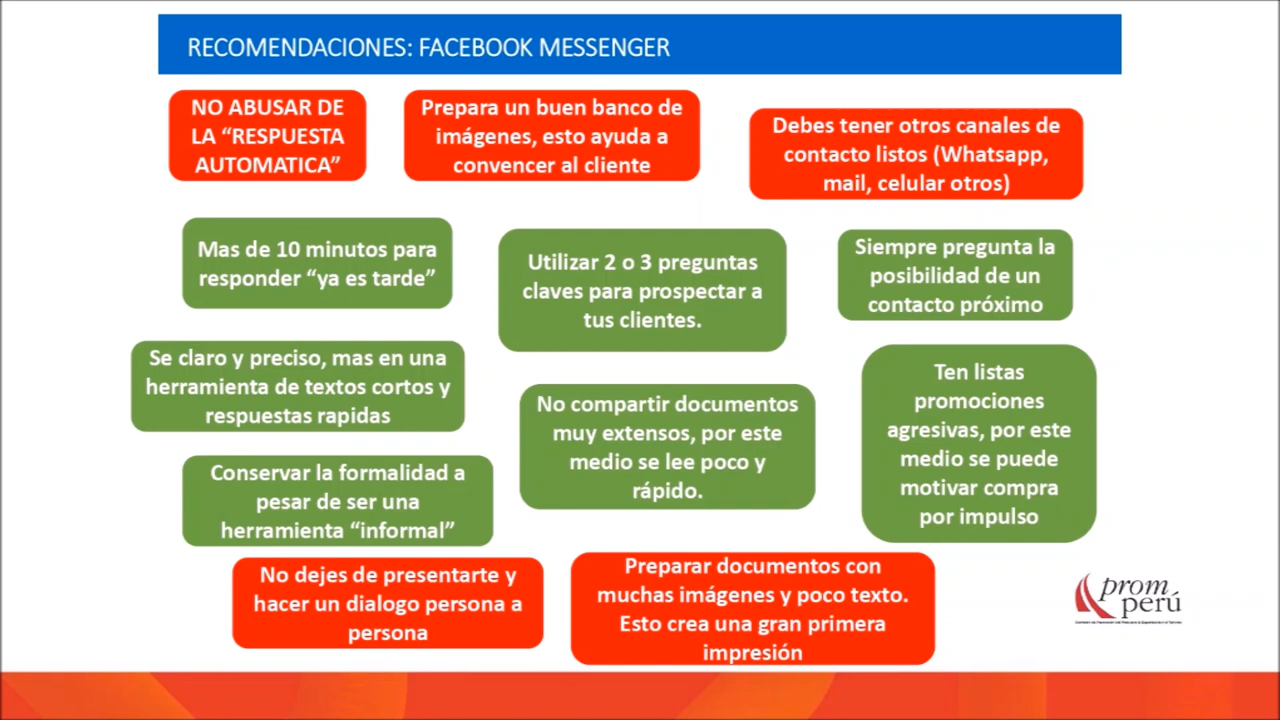 RECOMENDACIONES: FACEBOOK MESSENGER
NO ABUSAR DE
LA “RESPUESTA
AUTOMATICA”
Prepara un buen banco de
imágenes, esto ayuda a
convencer al cliente
Debes tener otros canales de
contacto listos (Whatsapp,
mail, celular otros)
Mas de 10 minutos para
responder “ya es tarde”
Utilizar 2 o 3 preguntas
claves para prospectar a
tus clientes.
Siempre pregunta la
posibilidad de un
contacto próximo
Se claro y preciso, mas en una
herramienta de textos cortos y
respuestas rapidas
No compartir documentos
muy extensos, por este
medio se lee poco y
rápido.
Ten listas
promociones
agresivas, por este
medio se puede
motivar compra
por impulso
Conservar la formalidad a
pesar de ser una
herramienta “informal”
No dejes de presentarte y
hacer un dialogo persona a
persona
Preparar documentos con
muchas imágenes y poco texto.
Esto crea una gran primera
impresión
prom
perú